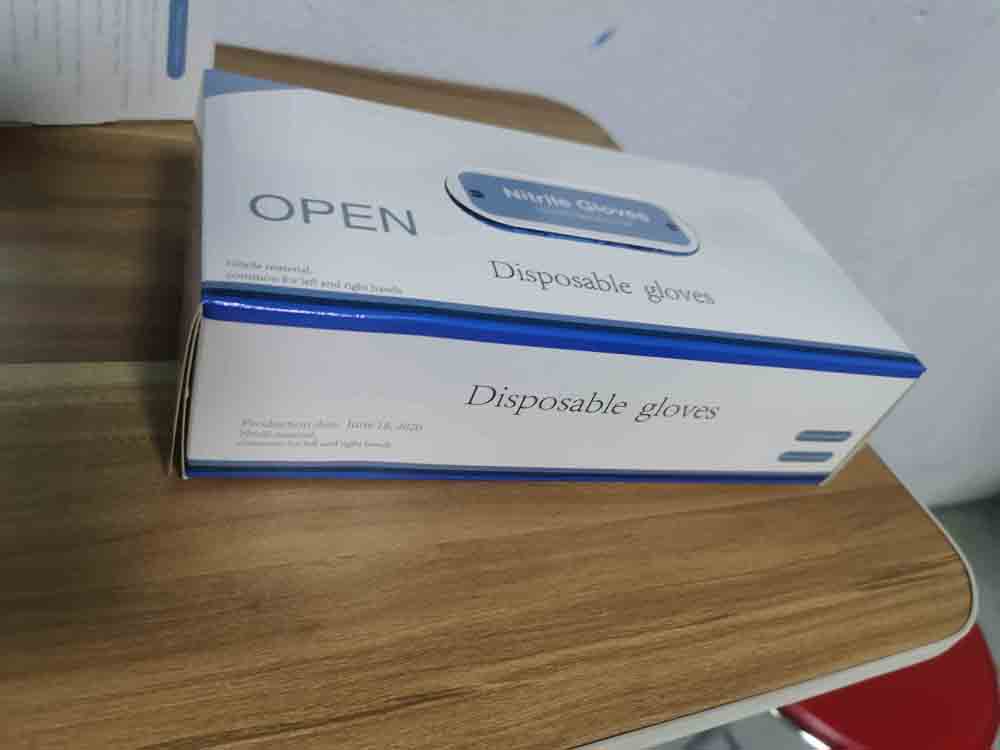 OPEN
Nitrile Gloves
Disposable gloves
Nitrile material,
common for left and right hands
Disposable gloves
Production date: June 18, 2020
Nitrile material,
common for left and right hands